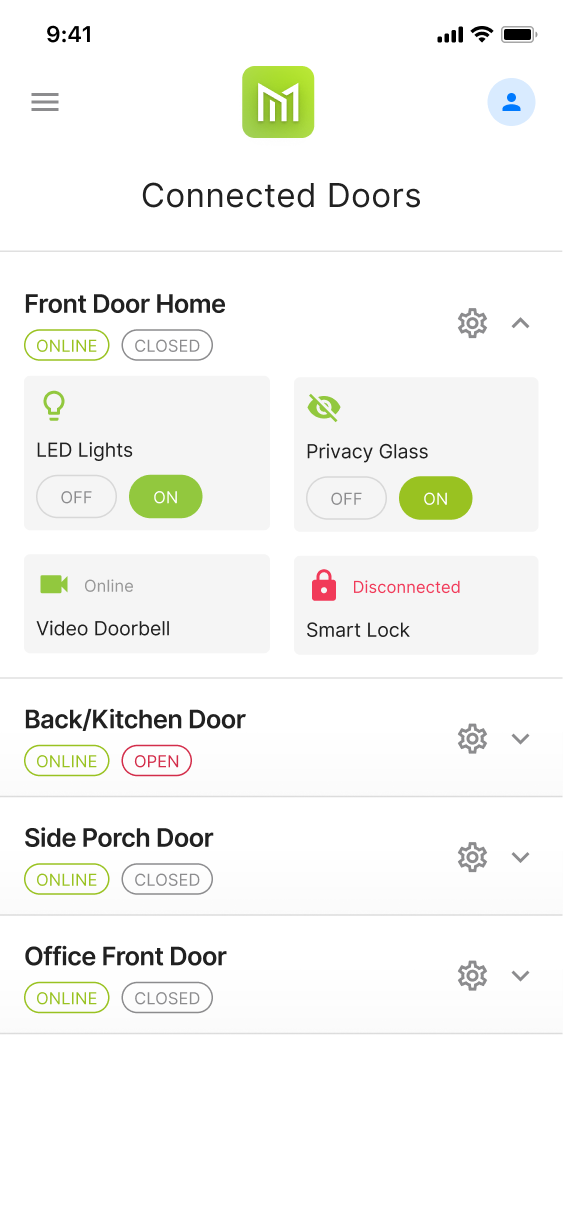 9:41
Connected Doors
Front Door Home
ONLINE CLOSED
LED Lights
OFF ON
Privacy Glass
OFF ON
Online
Video Doorbell
Disconnected
Smart Lock
Back/Kitchen Door
ONLINE OPEN
Side Porch Door
ONLINE CLOSED
Office Front Door
ONLINE CLOSED